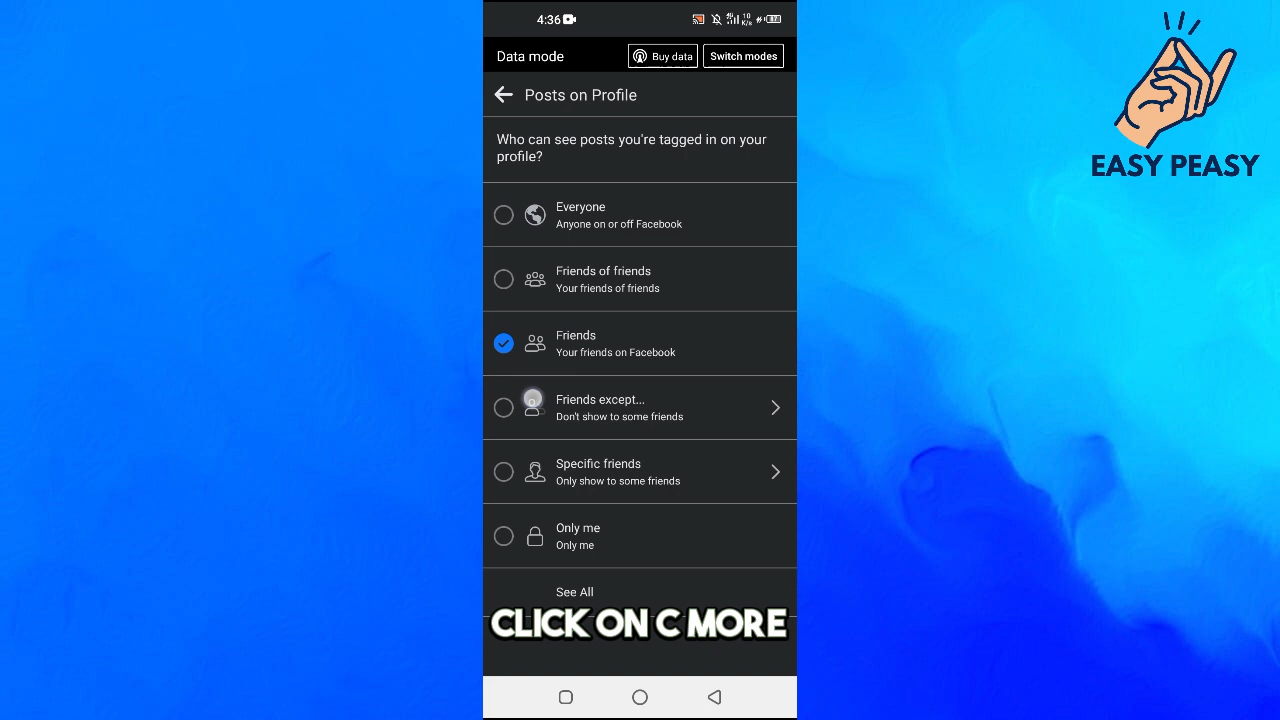 4:36
10
K/s
87
Data mode
Buy data
Switch modes
Posts on Profile
Who can see posts you're tagged in on your
profile?
Everyone
Anyone on or off Facebook
Friends of friends
Your friends of friends
Friends
Your friends on Facebook
Friends except...
Don't show to some friends
Specific friends
Only show to some friends
Only me
Only me
See All
CLICK ON C MORE
EASY PEASY